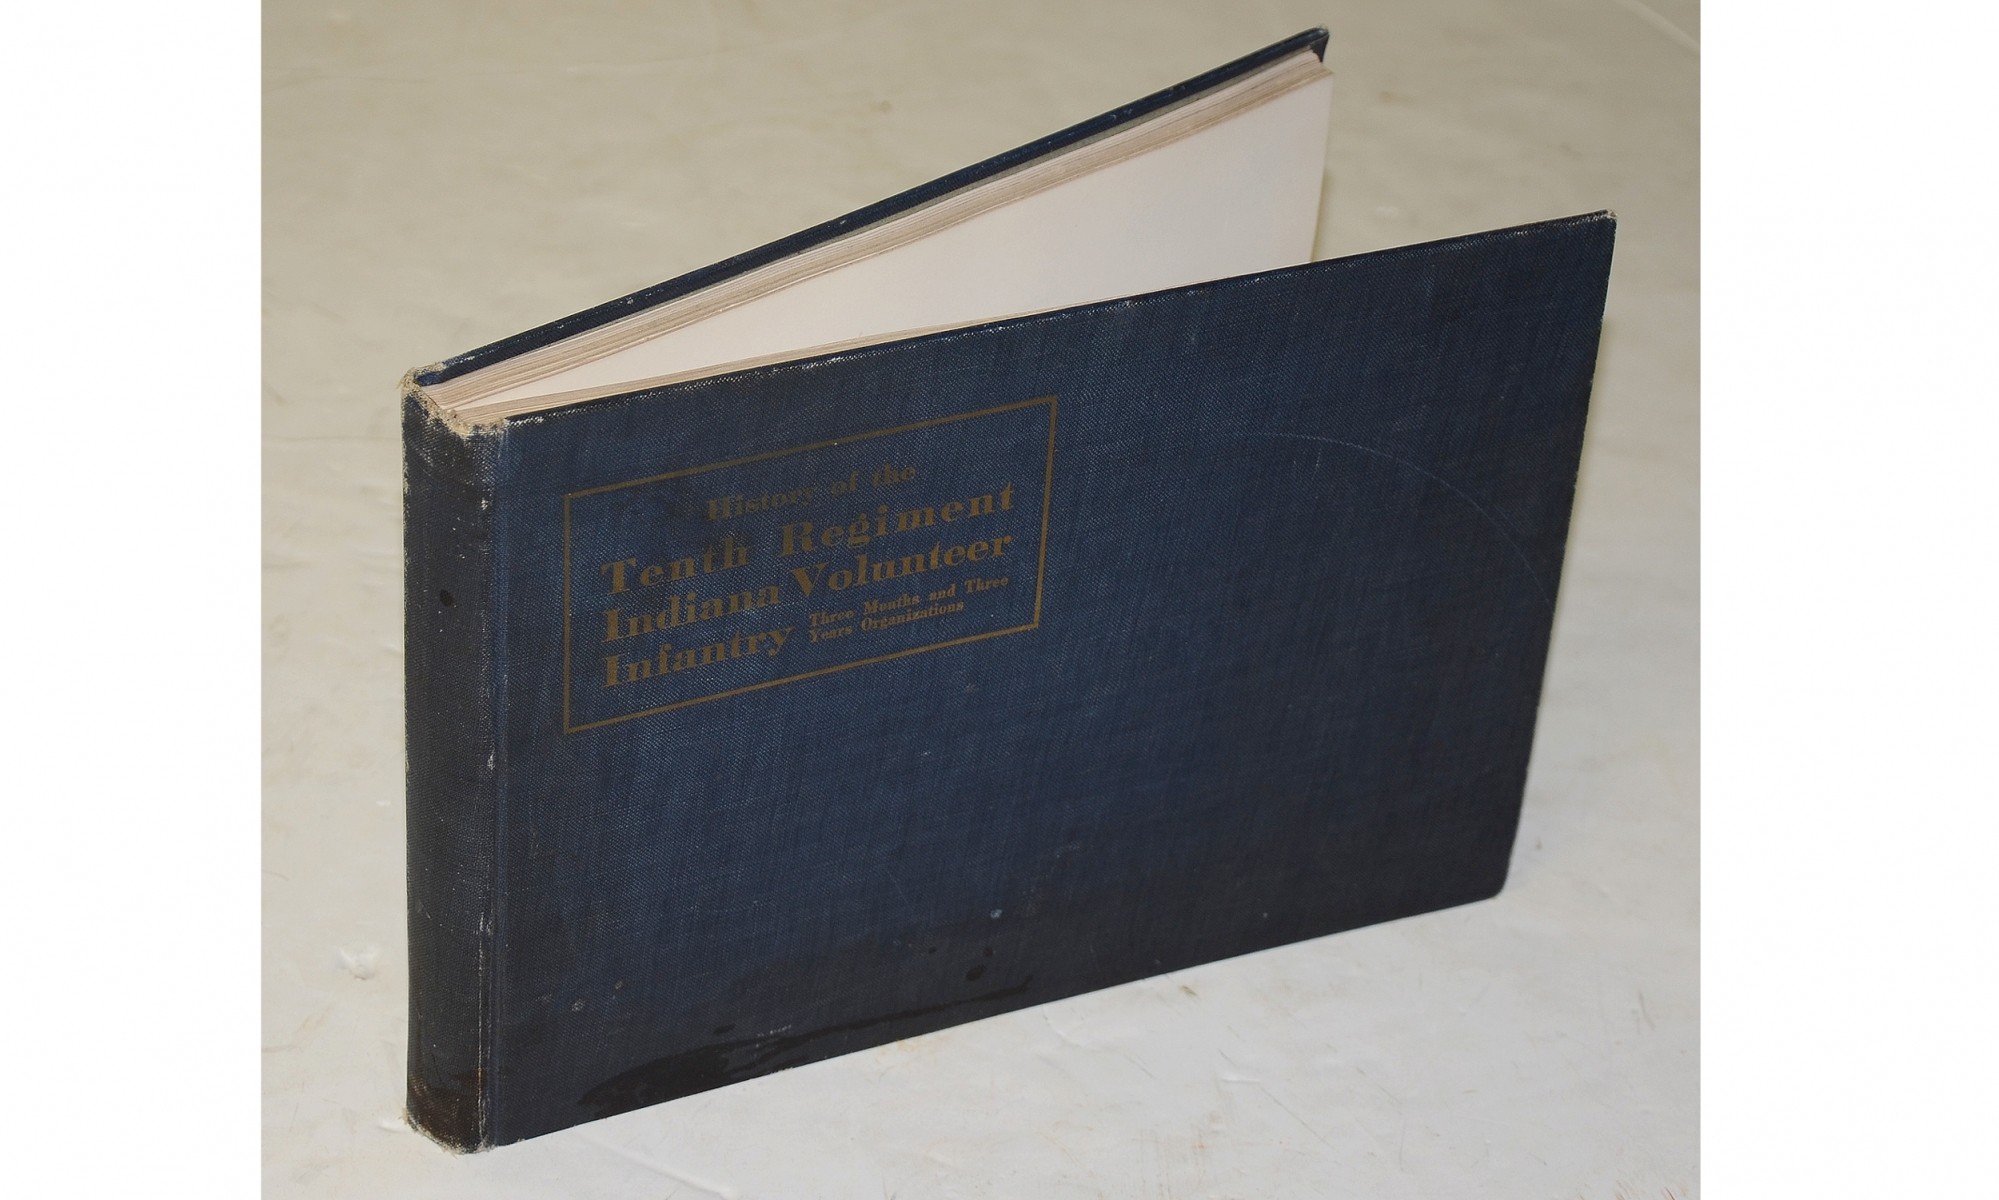 History of the
Tenth Regiment
Indiana Volunteer
Infantry Three Months and Three
Years Organizations